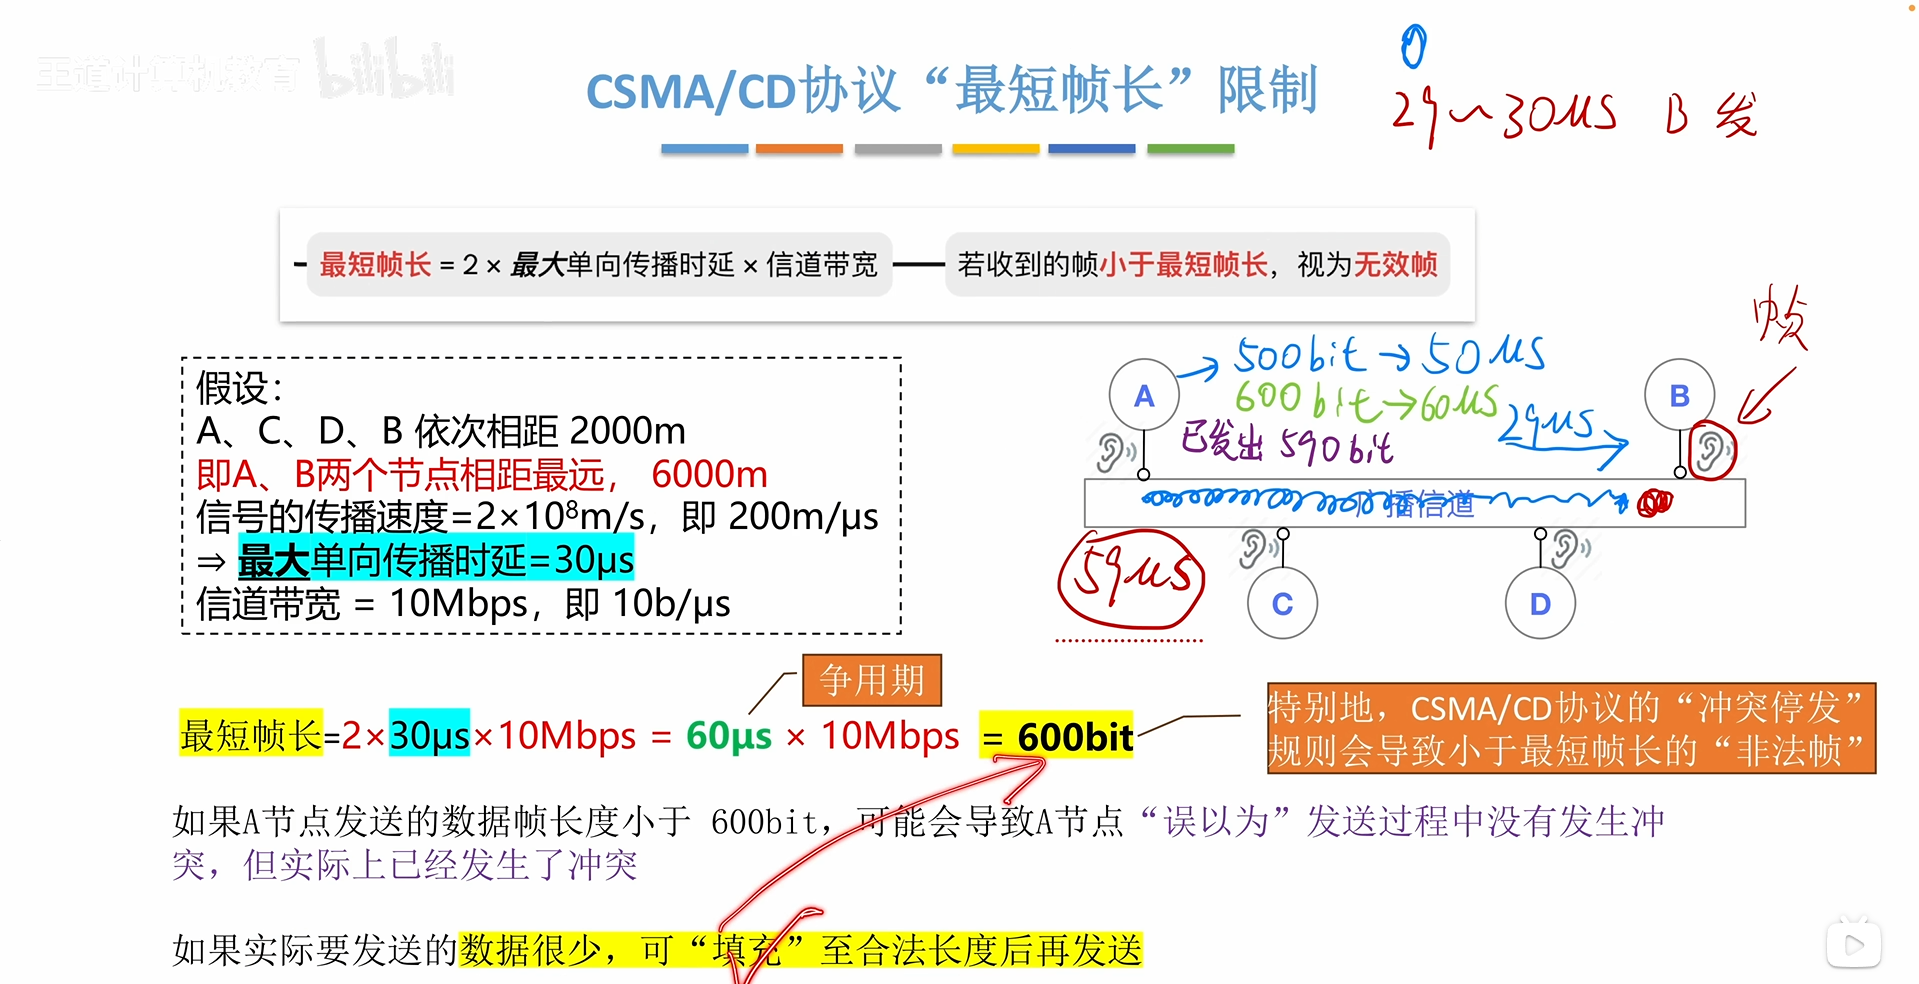 王道计算机教育 bilibili
0
CSMA/CD协议“最短帧长”限制
29~30μs B 发
最短帧长 = 2 × 最大单向传播时延 × 信道带宽
若收到的帧小于最短帧长，视为无效帧
帧
假设：
A、C、D、B 依次相距 2000m
即A、B两个节点相距最远， 6000m
信号的传播速度=2×10⁸m/s，即 200m/μs
⇒ 最大单向传播时延=30μs
信道带宽 = 10Mbps，即 10b/μs
A
→ 500bit → 50μs
600bit → 60μs
已发出 590bit
29μs
B
广播信道
59μs
C
D
争用期
最短帧长=2×30μs×10Mbps = 60μs × 10Mbps = 600bit
特别地，CSMA/CD协议的“冲突停发”
规则会导致小于最短帧长的“非法帧”
如果A节点发送的数据帧长度小于 600bit，可能会导致A节点“误以为”发送过程中没有发生冲
突，但实际上已经发生了冲突
如果实际要发送的数据很少，可“填充”至合法长度后再发送